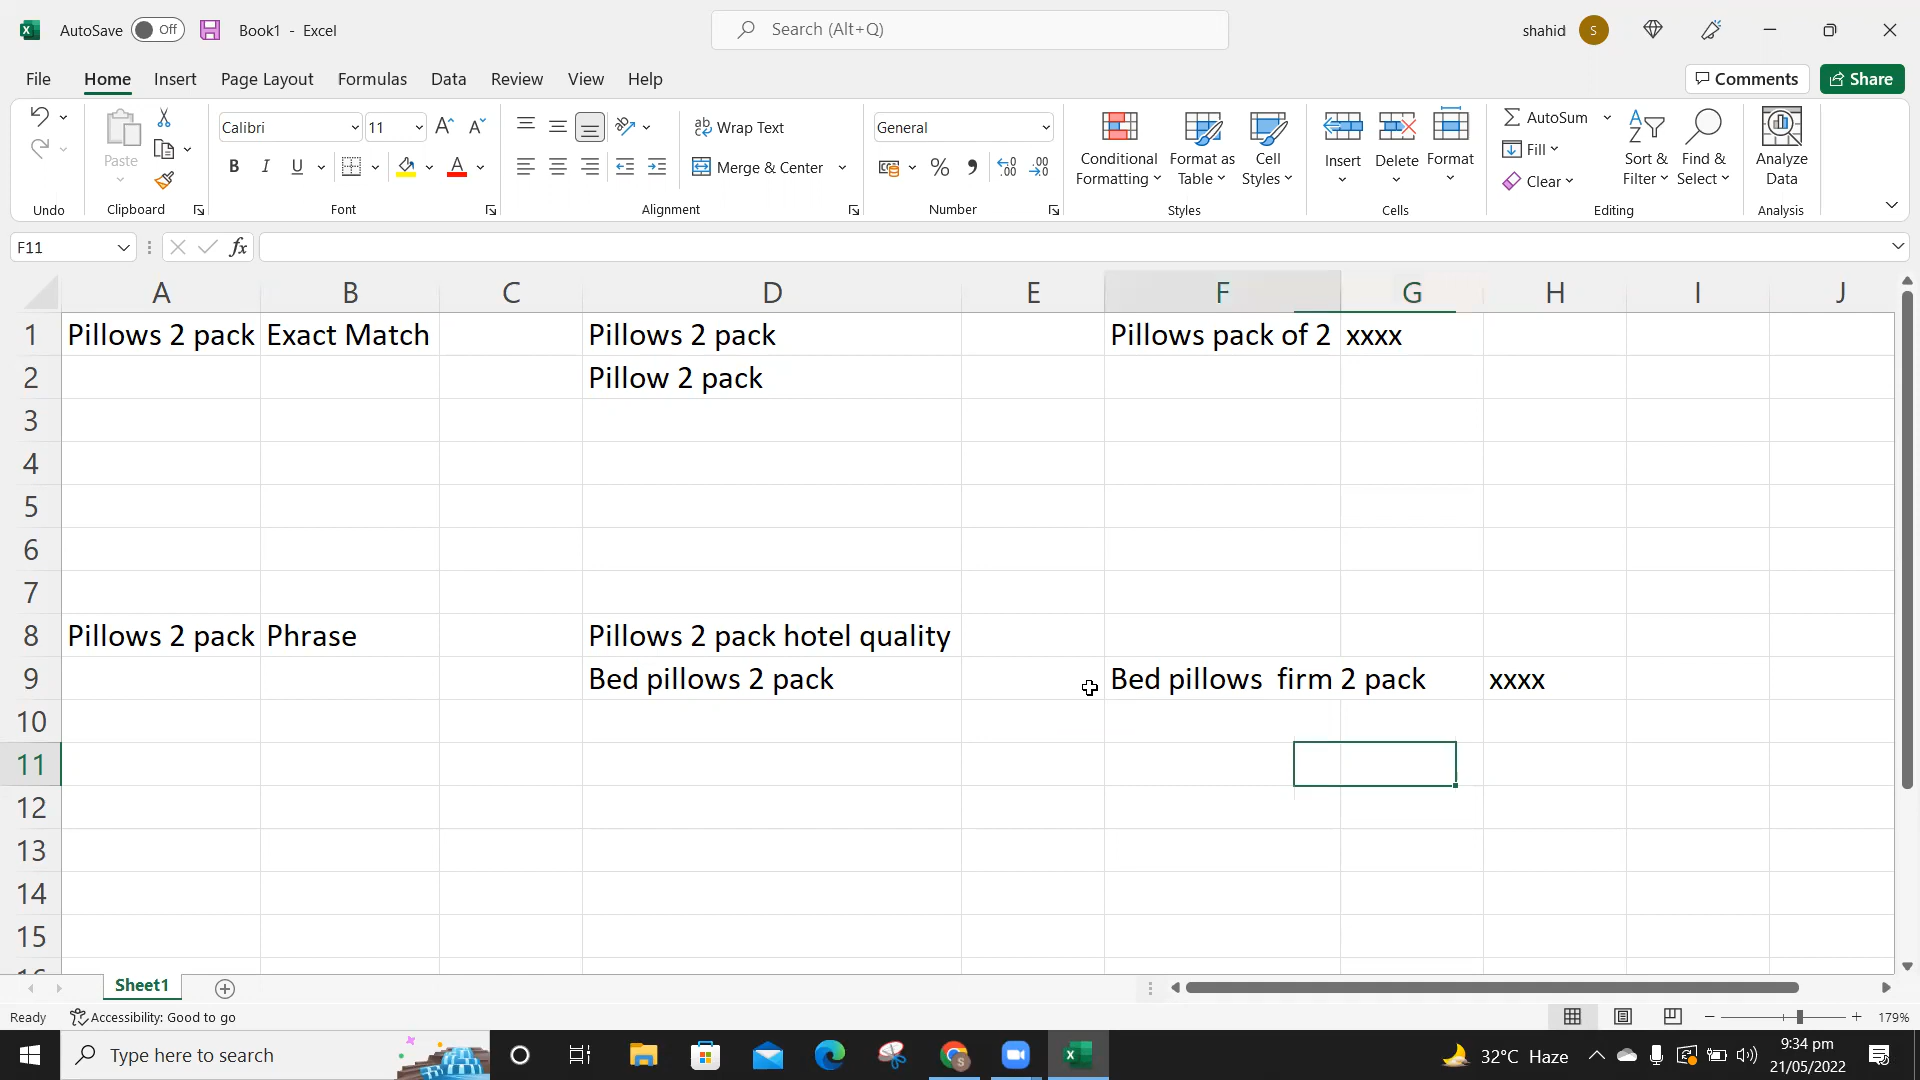 AutoSave Off Book1 - Excel Search (Alt+Q) shahid S
File Home Insert Page Layout Formulas Data Review View Help Comments Share
Calibri 11 Wrap Text General AutoSum
Paste B I U Merge & Center % Conditional Formatting Format as Table Cell Styles Insert Delete Format Fill Clear Sort & Filter Find & Select Analyze Data
Undo Clipboard Font Alignment Number Styles Cells Editing Analysis
F11 fx
A B C D E F G H I J
1 Pillows 2 pack Exact Match Pillows 2 pack Pillows pack of 2 xxxx
2 Pillow 2 pack
3
4
5
6
7
8 Pillows 2 pack Phrase Pillows 2 pack hotel quality
9 Bed pillows 2 pack Bed pillows  firm 2 pack xxxx
10
11
12
13
14
15
16
Sheet1
Ready Accessibility: Good to go 179%
Type here to search 32°C Haze 9:34 pm
21/05/2022